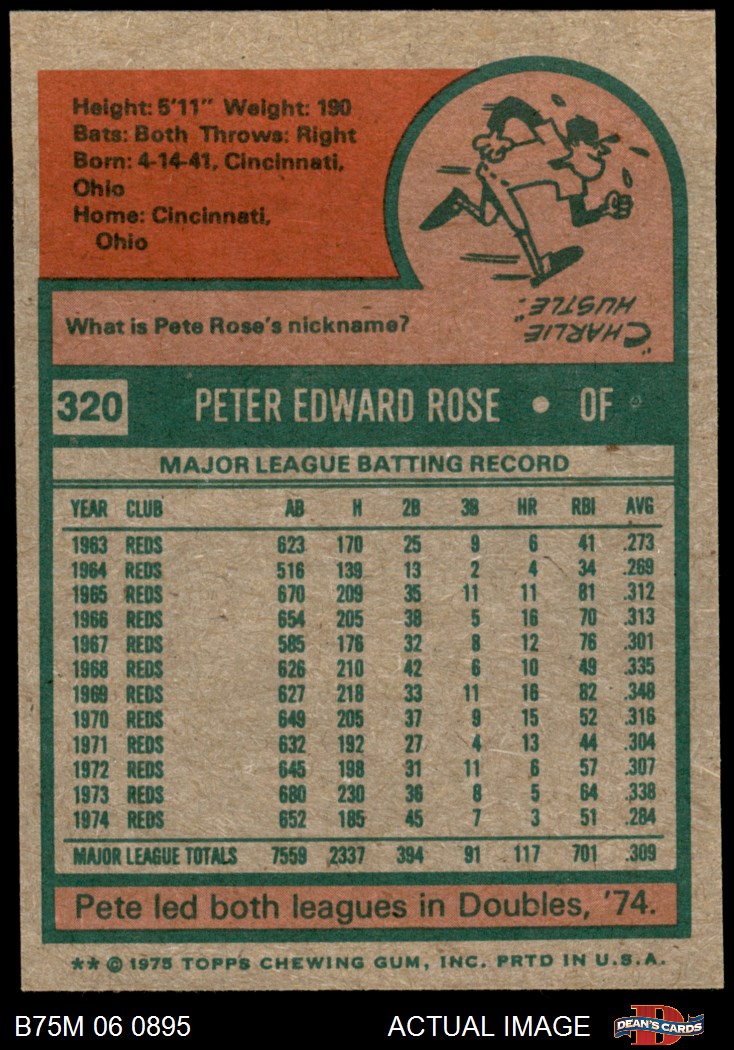 Height: 5'11" Weight: 190
Bats: Both Throws: Right
Born: 4-14-41, Cincinnati,
Ohio
Home: Cincinnati,
Ohio
"CHARLIE
HUSTLE."
What is Pete Rose's nickname?
320 PETER EDWARD ROSE • OF
MAJOR LEAGUE BATTING RECORD
YEAR CLUB AB H 2B 3B HR RBI AVG
1963 REDS 623 170 25 9 6 41 .273
1964 REDS 516 139 13 2 4 34 .269
1965 REDS 670 209 35 11 11 81 .312
1966 REDS 654 205 38 5 16 70 .313
1967 REDS 585 176 32 8 12 76 .301
1968 REDS 626 210 42 6 10 49 .335
1969 REDS 627 218 33 11 16 82 .348
1970 REDS 649 205 37 9 15 52 .316
1971 REDS 632 192 27 4 13 44 .304
1972 REDS 645 198 31 11 6 57 .307
1973 REDS 680 230 36 8 5 64 .338
1974 REDS 652 185 45 7 3 51 .284
MAJOR LEAGUE TOTALS 7559 2337 394 91 117 701 .309
Pete led both leagues in Doubles, '74.
** © 1975 TOPPS CHEWING GUM, INC. PRTD IN U.S.A.
B75M 06 0895 ACTUAL IMAGE D DEAN'S CARDS